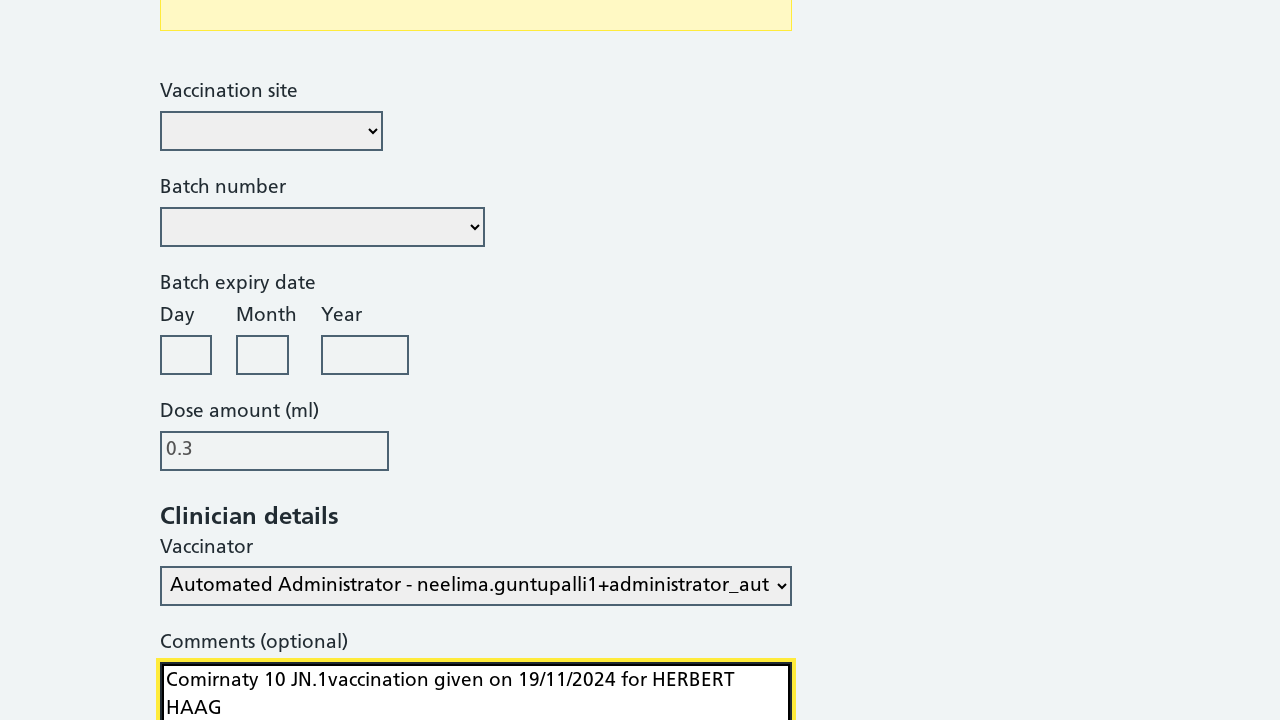 Vaccination site
Batch number
Batch expiry date
Day Month Year
Dose amount (ml)
0.3
Clinician details
Vaccinator
Automated Administrator - neelima.guntupalli1+administrator_aut
Comments (optional)
Comirnaty 10 JN.1vaccination given on 19/11/2024 for HERBERT
HAAG